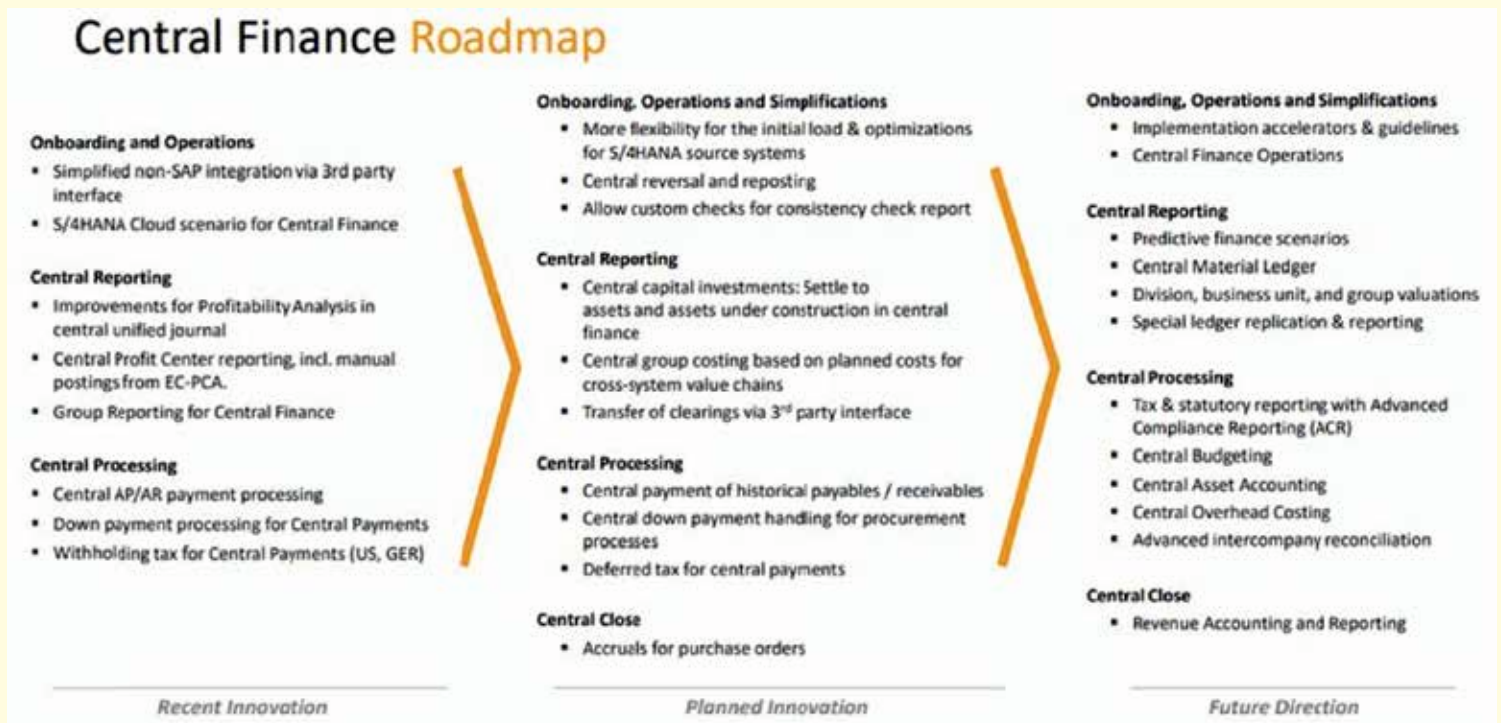 Central Finance Roadmap
Onboarding and Operations
▪ Simplified non-SAP integration via 3rd party
interface
▪ S/4HANA Cloud scenario for Central Finance
Central Reporting
▪ Improvements for Profitability Analysis in
central unified journal
▪ Central Profit Center reporting, incl. manual
postings from EC-PCA.
▪ Group Reporting for Central Finance
Central Processing
▪ Central AP/AR payment processing
▪ Down payment processing for Central Payments
▪ Withholding tax for Central Payments (US, GER)
Recent Innovation
Onboarding, Operations and Simplifications
▪ More flexibility for the initial load & optimizations
for S/4HANA source systems
▪ Central reversal and reposting
▪ Allow custom checks for consistency check report
Central Reporting
▪ Central capital investments: Settle to
assets and assets under construction in central
finance
▪ Central group costing based on planned costs for
cross-system value chains
▪ Transfer of clearings via 3rd party interface
Central Processing
▪ Central payment of historical payables / receivables
▪ Central down payment handling for procurement
processes
▪ Deferred tax for central payments
Central Close
▪ Accruals for purchase orders
Planned Innovation
Onboarding, Operations and Simplifications
▪ Implementation accelerators & guidelines
▪ Central Finance Operations
Central Reporting
▪ Predictive finance scenarios
▪ Central Material Ledger
▪ Division, business unit, and group valuations
▪ Special ledger replication & reporting
Central Processing
▪ Tax & statutory reporting with Advanced
Compliance Reporting (ACR)
▪ Central Budgeting
▪ Central Asset Accounting
▪ Central Overhead Costing
▪ Advanced intercompany reconciliation
Central Close
▪ Revenue Accounting and Reporting
Future Direction